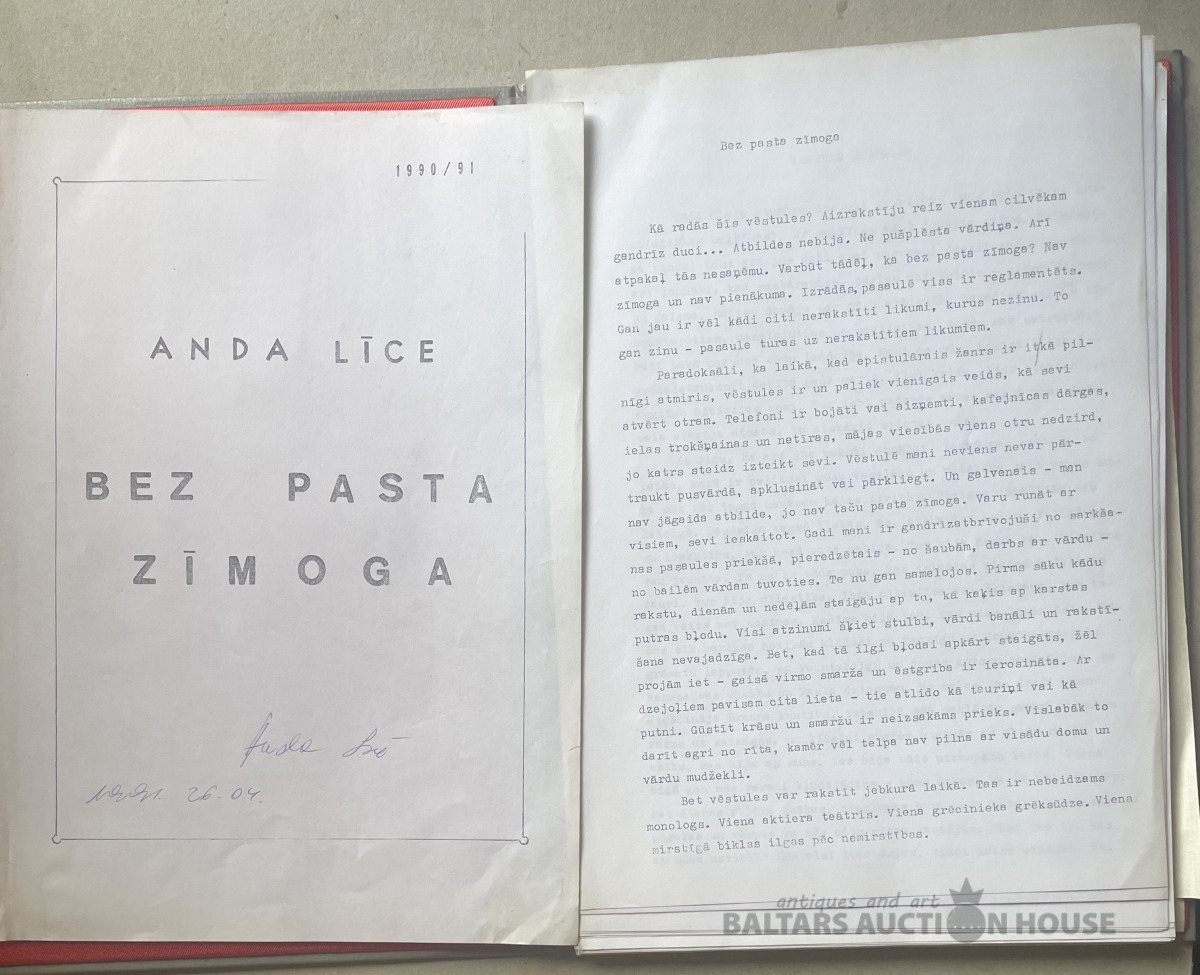 1990/91
ANDA LĪCE
BEZ PASTA
ZĪMOGA
Anda Līce
26.04.
Bez pasta zīmoga
Kā radās šīs vēstules? Aizrakstīju reiz vienam cilvēkam
gandrīz duci... Atbildes nebija. Ne pušplēsta vārdiņa. Arī
atpakaļ tās nesaņēmu. Varbūt tādēļ, ka bez pasta zīmoga? Nav
zīmoga un nav pienākuma. Izrādās, pasaulē viss ir reglamentēts.
Gan jau ir vēl kādi citi nerakstīti likumi, kurus nezinu. To
gan zinu - pasaule turas uz nerakstītiem likumiem.
Paradoksāli, ka laikā, kad epistulārais žanrs ir it kā pil-
nīgi atmiris, vēstules ir un paliek vienīgais veids, kā sevi
atvērt otram. Telefoni ir bojāti vai aizņemti, kafejnīcas dārgas,
ielas trokšņainas un netīras, mājas viesībās viens otru nedzird,
jo katrs steidz izteikt sevi. Vēstulē mani neviens nevar pār-
traukt pusvārdā, apklusināt vai pārkliegt. Un galvenais - man
nav jāgaida atbilde, jo nav taču pasta zīmoga. Varu runāt ar
visiem, sevi ieskaitot. Gadi mani ir gandrīzatbrīvojuši no sarkša-
nas pasaules priekšā, pieredzētais - no šaubām, darbs ar vārdu -
no bailēm vārdam tuvoties. Te nu gan samelojos. Pirms sāku kādu
rakstu, dienām un nedēļām staigāju ap to, kā kaķis ap karstas
putras bļodu. Visi atzinumi šķiet stulbi, vārdi banāli un rakstī-
šana nevajadzīga. Bet, kad tā ilgi bļodai apkārt staigāts, žēl
projām iet - gaisā virmo smarža un ēstgriba ir ierosināta. Ar
dzejoļiem pavisam cita lieta - tie atlido kā tauriņi vai kā
putni. Gūstīt krāsu un smaržu ir neizsakāms prieks. Vislabāk to
darīt agri no rīta, kamēr vēl telpa nav pilna ar visādu domu un
vārdu mudžekli.
Bet vēstules var rakstīt jebkurā laikā. Tas ir nebeidzams
monologs. Viena aktiera teātris. Viena grēcinieka grēksūdze. Viena
mirstīgā biklas ilgas pēc nemirstības.
antiques and art
BALTARS AUCTION HOUSE